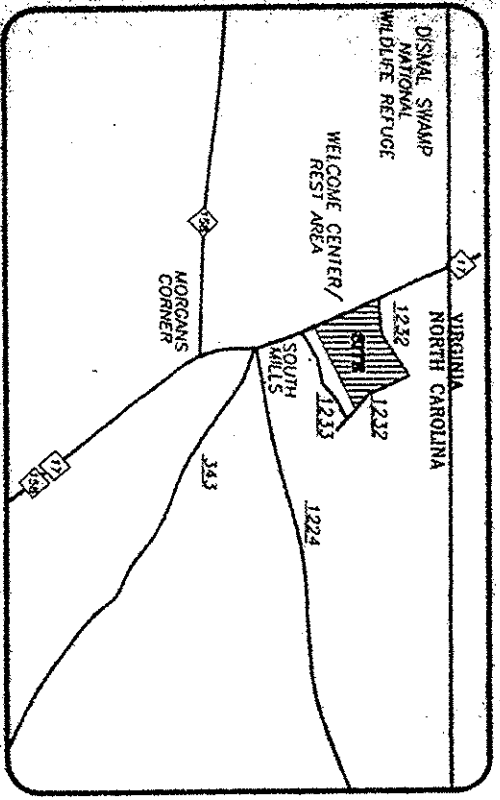 DISMAL SWAMP
NATIONAL
WILDLIFE REFUGE
17
VIRGINIA
NORTH CAROLINA
WELCOME CENTER/
REST AREA
1232
SITE
1232
1233
SOUTH
MILLS
158
MORGANS
CORNER
1224
343
17
158